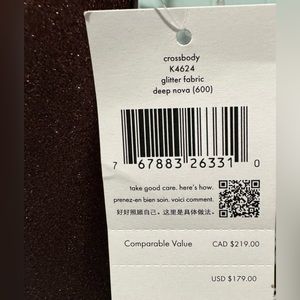 crossbody
K4624
glitter fabric
deep nova (600)
7 67883 26331 0
take good care. here's how.
prenez-en bien soin. voici comment.
好好照顾自己。这里是具体做法。
Comparable Value CAD $219.00
USD $179.00